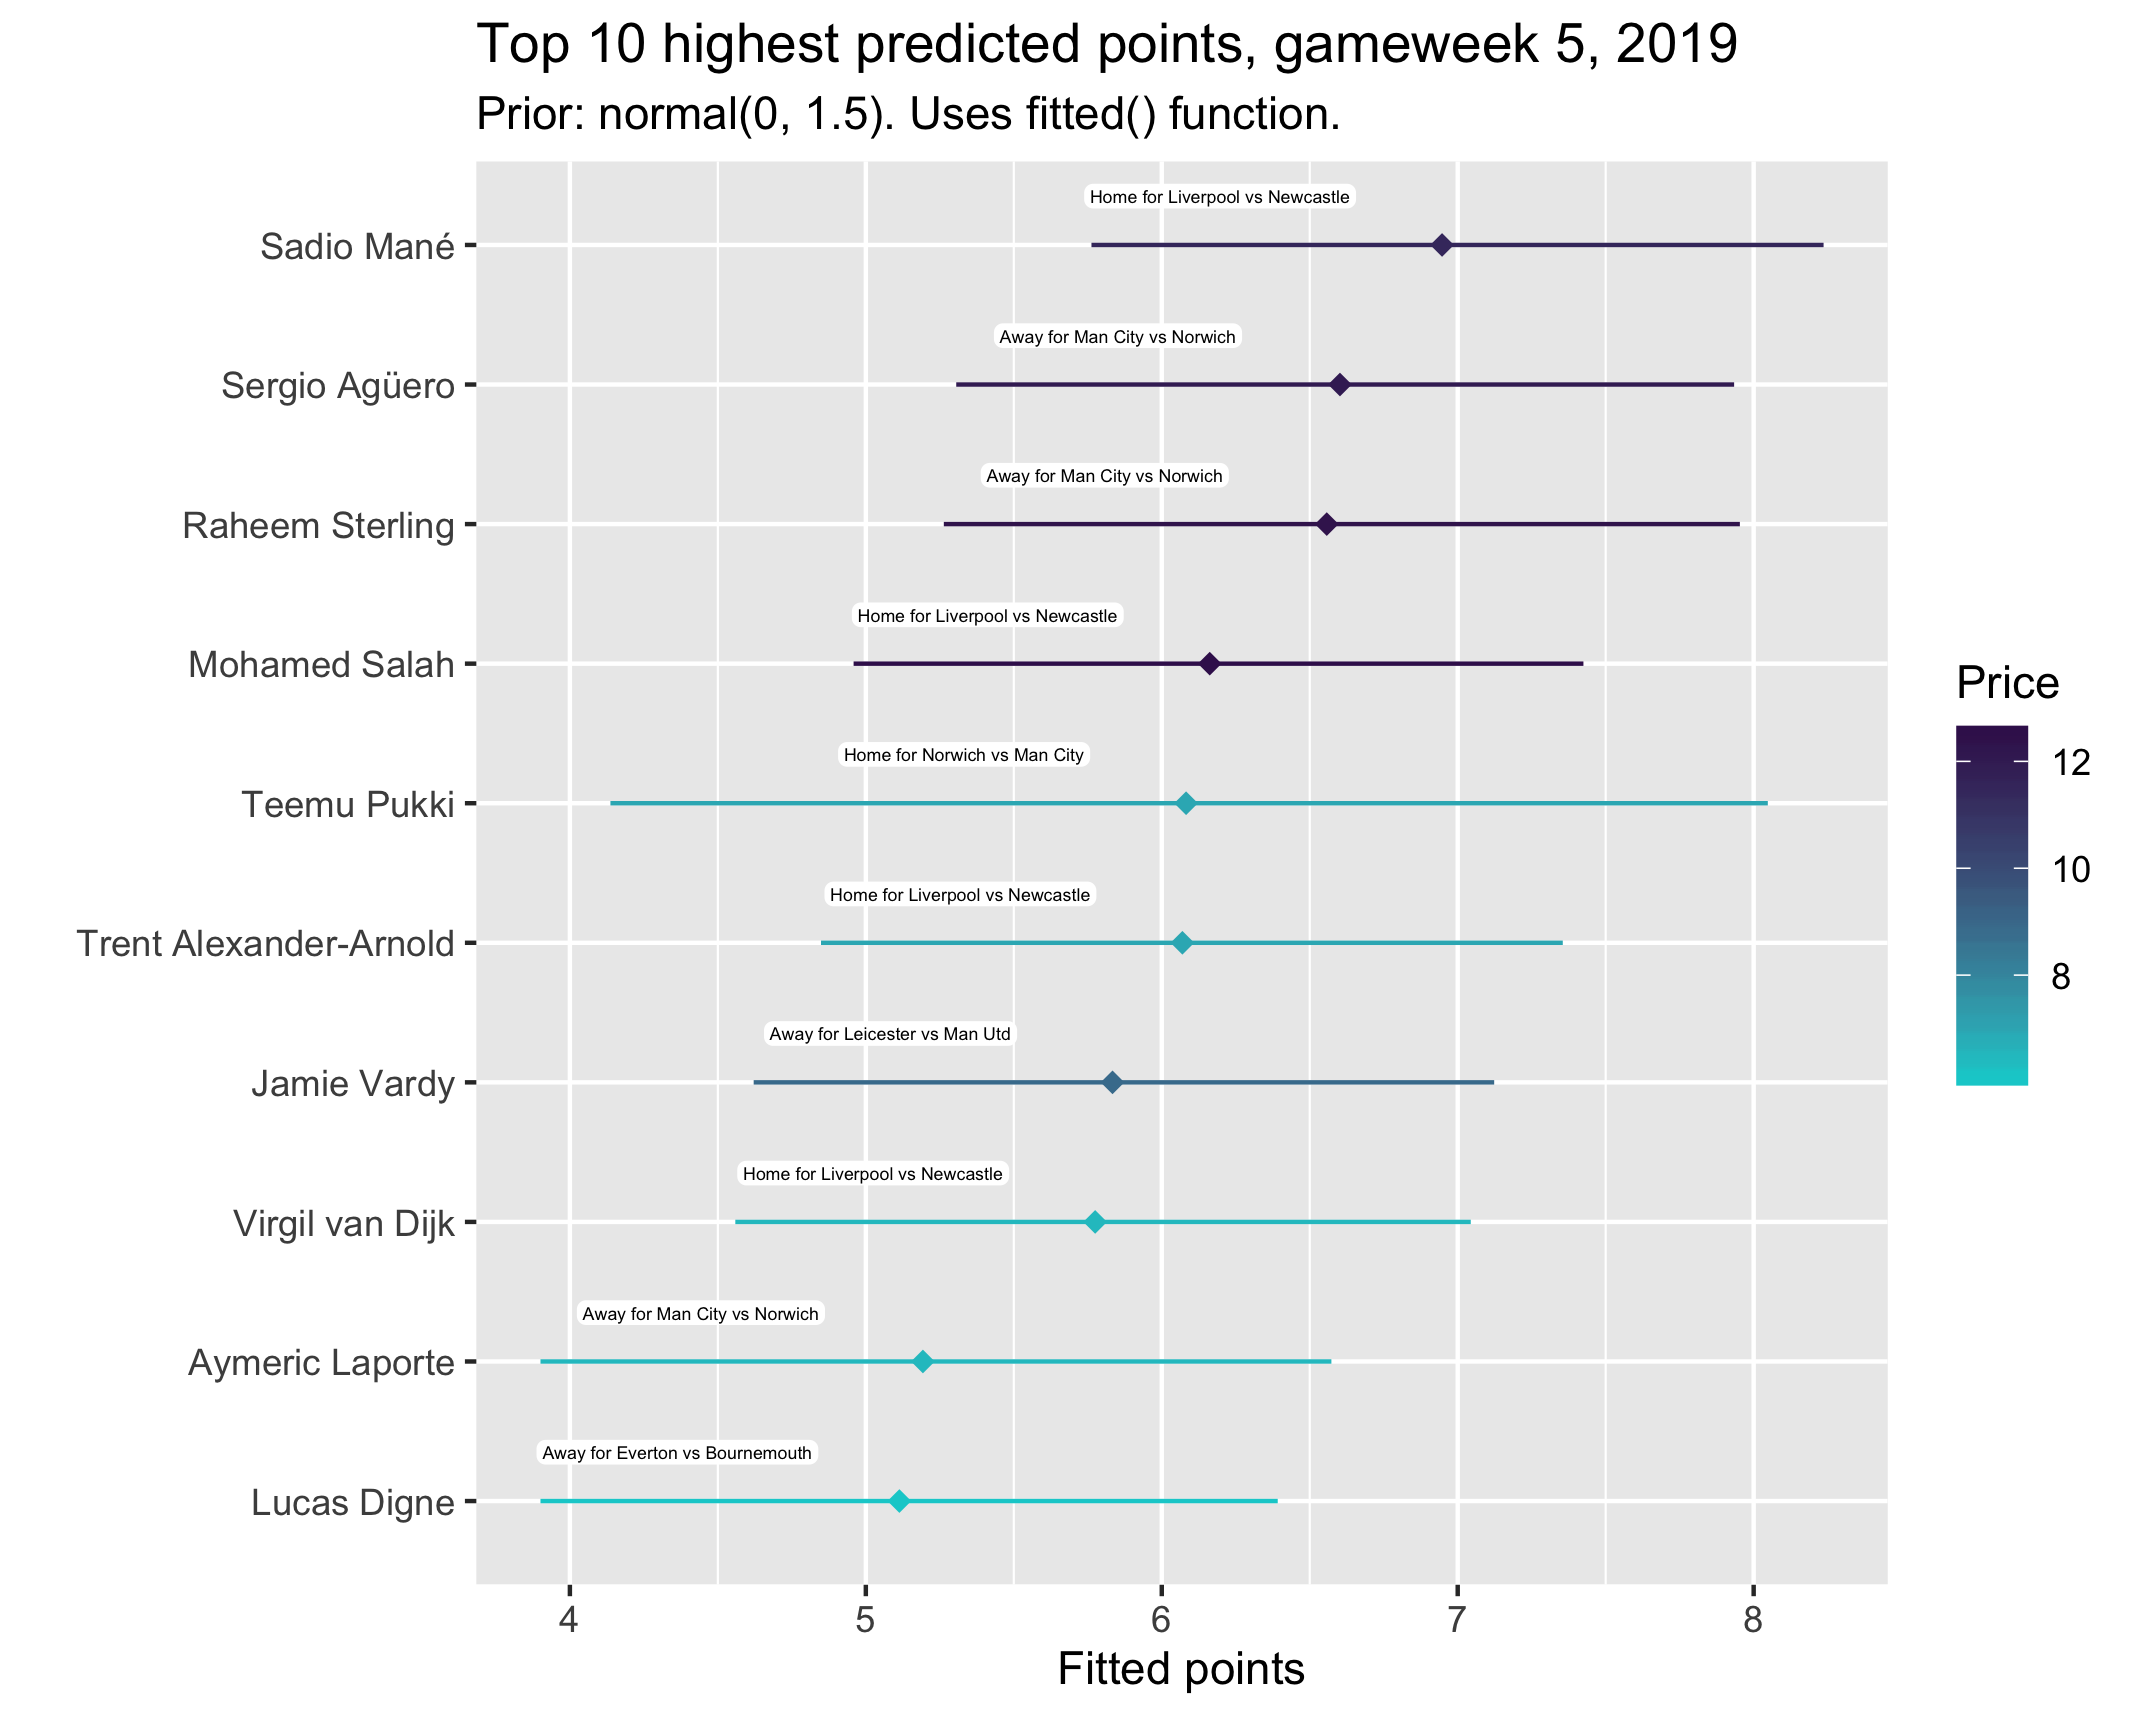 Top 10 highest predicted points, gameweek 5, 2019
Prior: normal(0, 1.5). Uses fitted() function.
Home for Liverpool vs Newcastle
Sadio Mané
Away for Man City vs Norwich
Sergio Agüero
Away for Man City vs Norwich
Raheem Sterling
Home for Liverpool vs Newcastle
Mohamed Salah
Home for Norwich vs Man City
Teemu Pukki
Home for Liverpool vs Newcastle
Trent Alexander-Arnold
Away for Leicester vs Man Utd
Jamie Vardy
Home for Liverpool vs Newcastle
Virgil van Dijk
Away for Man City vs Norwich
Aymeric Laporte
Away for Everton vs Bournemouth
Lucas Digne
4 5 6 7 8
Fitted points
Price
12
10
8